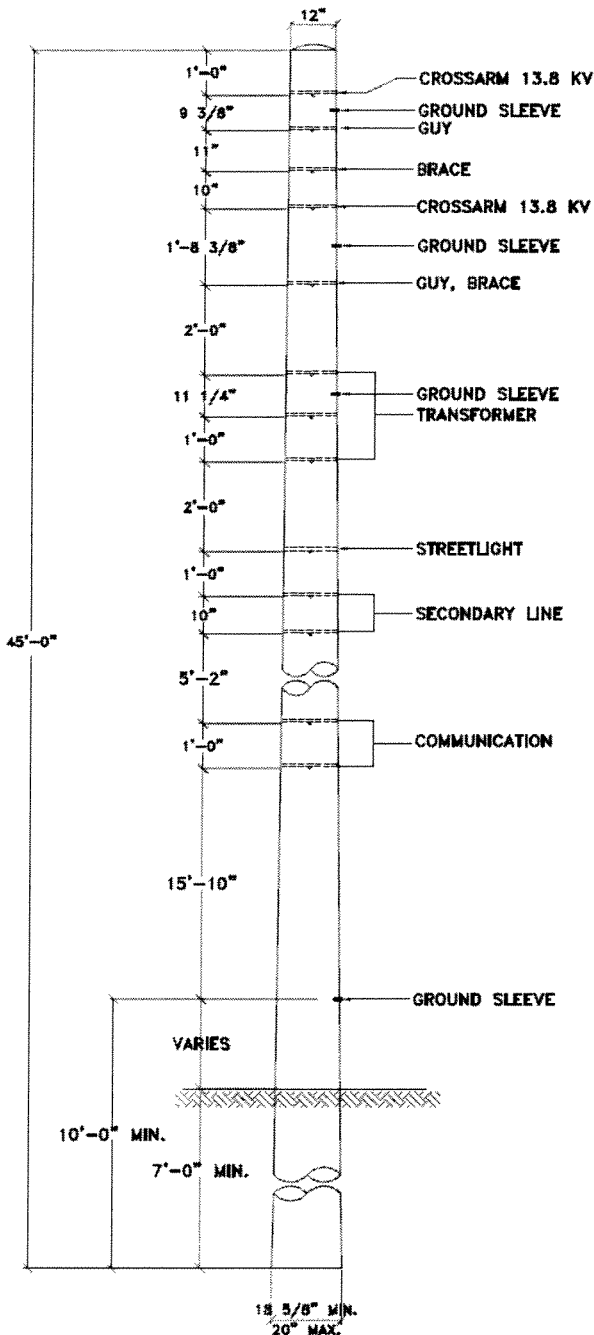 12"
1'-0"
CROSSARM 13.8 KV
9 3/8"
GROUND SLEEVE
GUY
11"
BRACE
10"
CROSSARM 13.8 KV
1'-8 3/8"
GROUND SLEEVE
GUY, BRACE
2'-0"
11 1/4"
GROUND SLEEVE
TRANSFORMER
1'-0"
2'-0"
STREETLIGHT
1'-0"
10"
SECONDARY LINE
45'-0"
5'-2"
1'-0"
COMMUNICATION
15'-10"
GROUND SLEEVE
VARIES
10'-0" MIN.
7'-0" MIN.
18 5/8" MIN.
20" MAX.